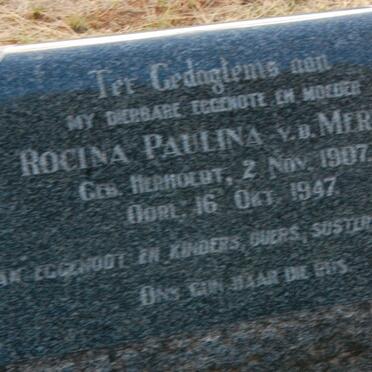 Ter Gedagtenis aan
MY DIERBARE EGGENOTE EN MOEDER
ROCINA PAULINA V.D. MER
GEB. HERHOLDT, 2 NOV. 1907.
OORL. 16 OKT. 1947.
EGGENOOT EN KINDERS, OUERS, SUSTER
ONS GUN HAAR DIE RUS